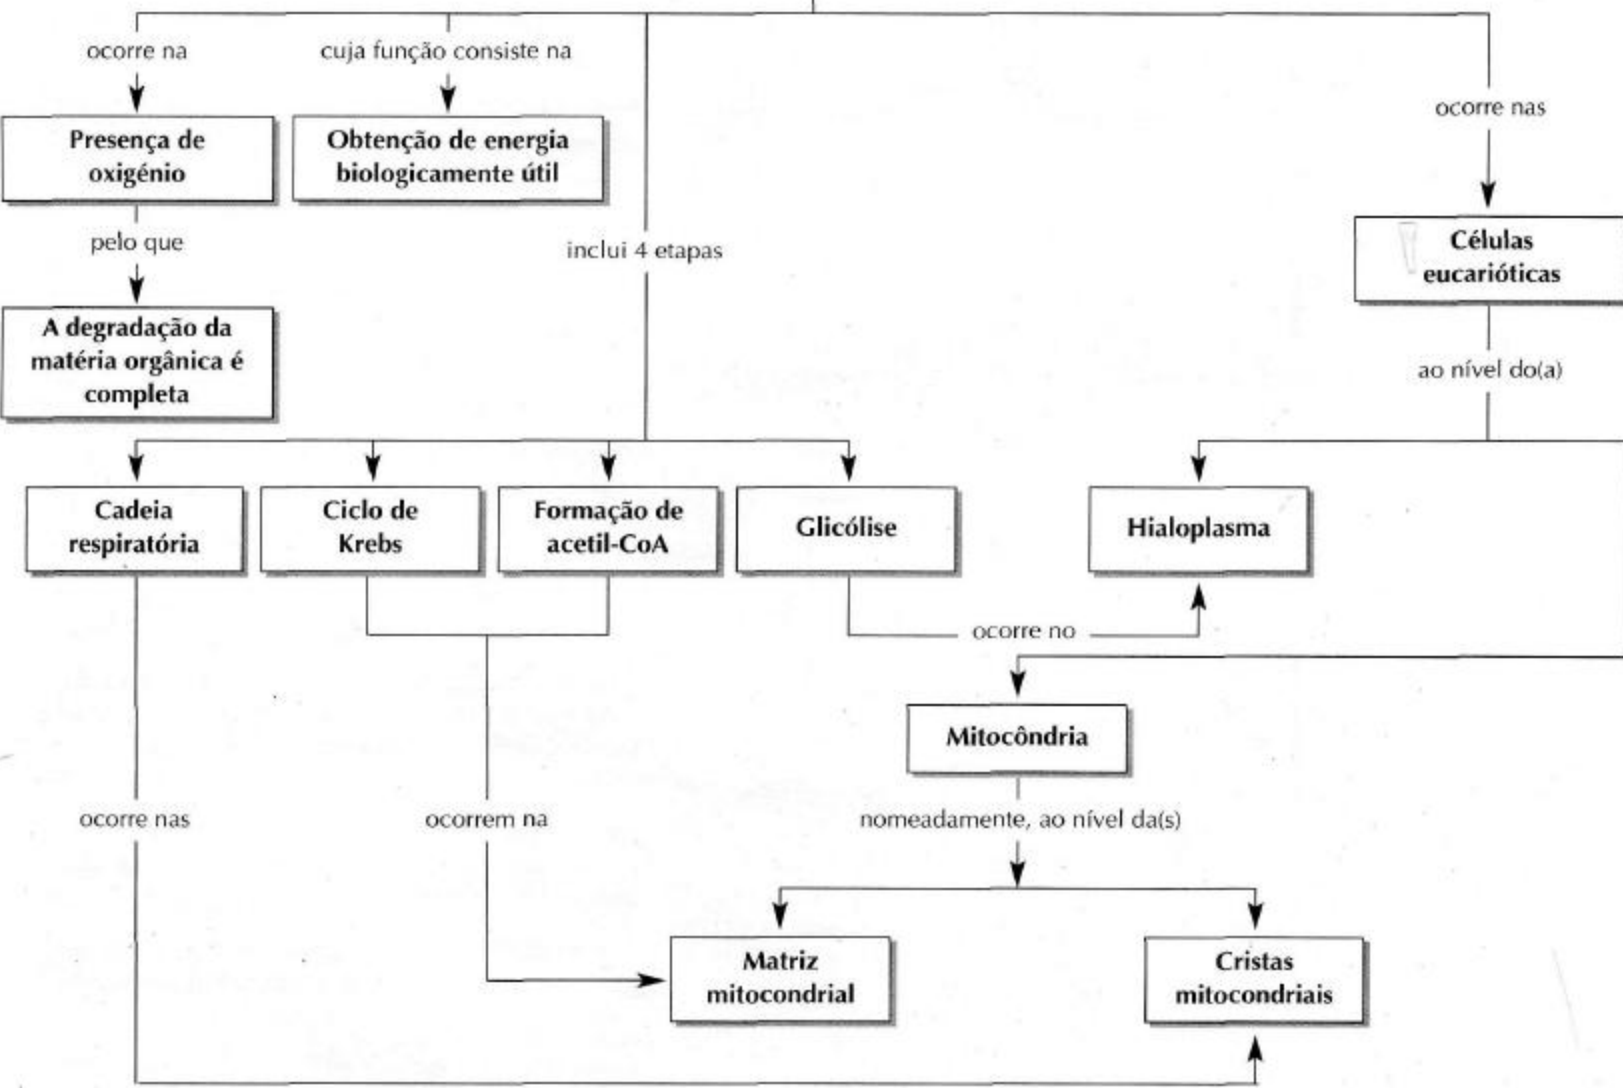 ocorre na
cuja função consiste na
ocorre nas
Presença de
oxigénio
Obtenção de energia
biologicamente útil
pelo que
inclui 4 etapas
Células
eucarióticas
A degradação da
matéria orgânica é
completa
ao nível do(a)
Cadeia
respiratória
Ciclo de
Krebs
Formação de
acetil-CoA
Glicólise
Hialoplasma
ocorre no
Mitocôndria
ocorre nas
ocorrem na
nomeadamente, ao nível da(s)
Matriz
mitocondrial
Cristas
mitocondriais